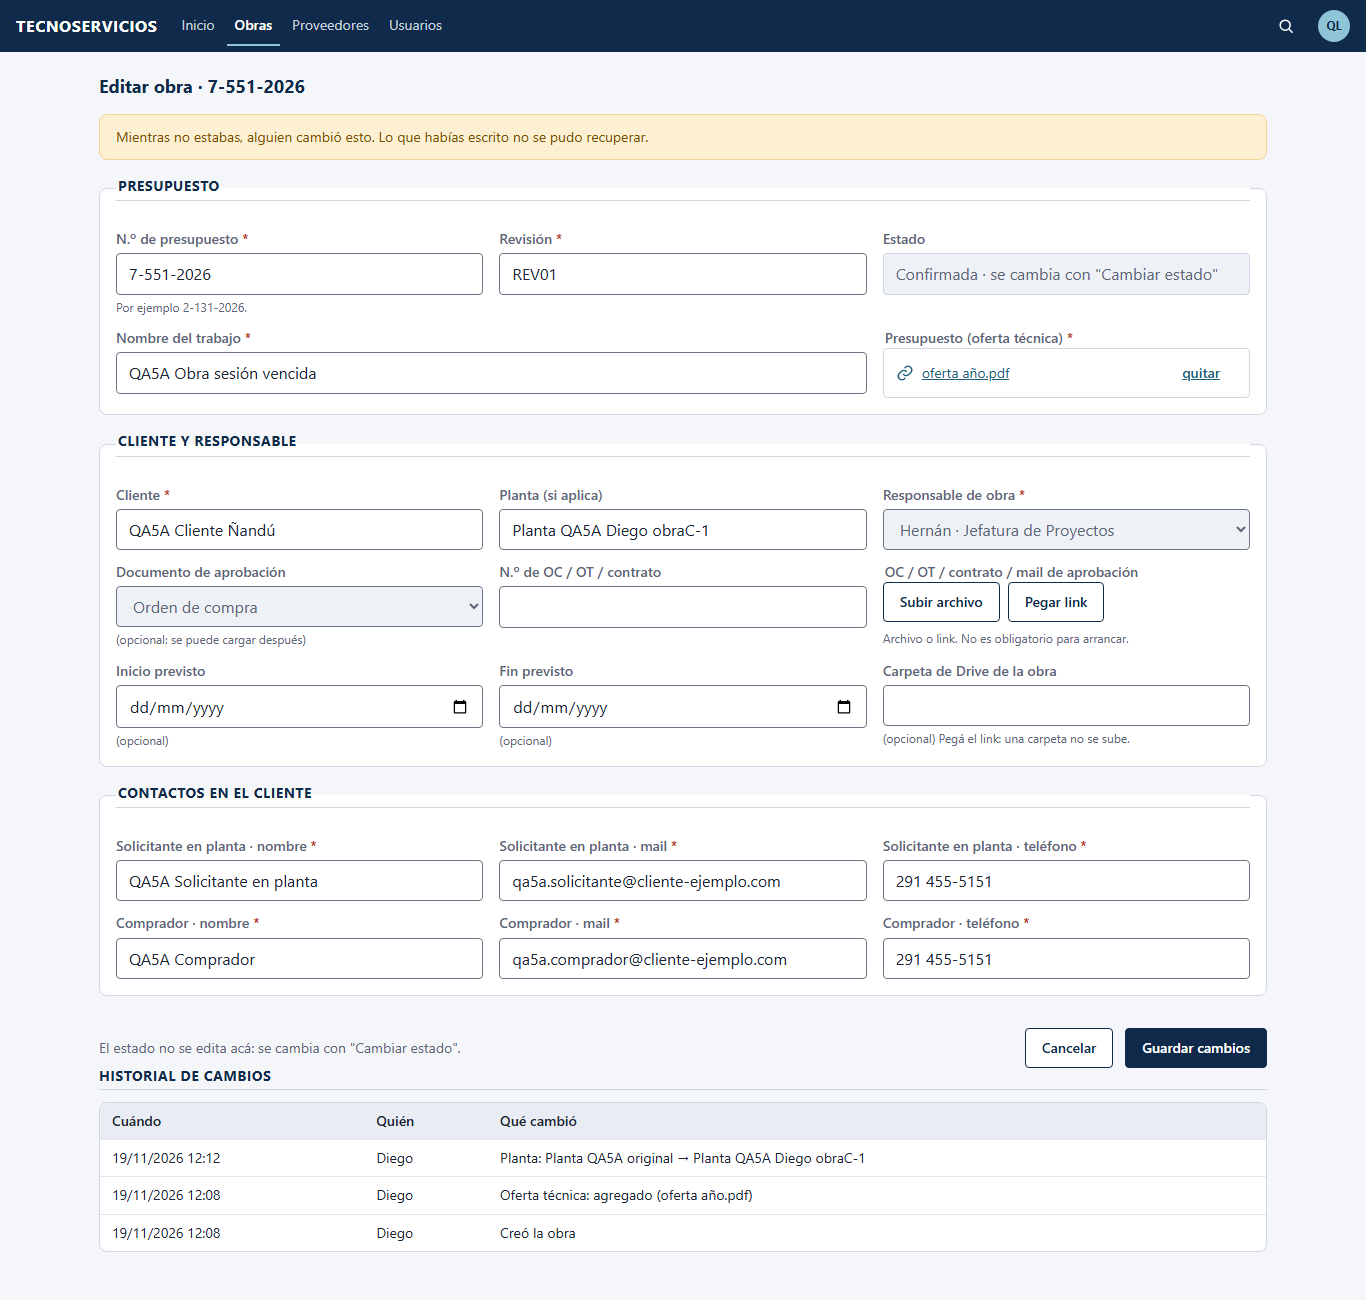 TECNOSERVICIOS Inicio Obras Proveedores Usuarios QL
Editar obra · 7-551-2026
Mientras no estabas, alguien cambió esto. Lo que habías escrito no se pudo recuperar.
PRESUPUESTO
N.º de presupuesto * Revisión * Estado
7-551-2026 REV01 Confirmada · se cambia con "Cambiar estado"
Por ejemplo 2-131-2026.
Nombre del trabajo * Presupuesto (oferta técnica) *
QA5A Obra sesión vencida oferta año.pdf quitar
CLIENTE Y RESPONSABLE
Cliente * Planta (si aplica) Responsable de obra *
QA5A Cliente Ñandú Planta QA5A Diego obraC-1 Hernán · Jefatura de Proyectos
Documento de aprobación N.º de OC / OT / contrato OC / OT / contrato / mail de aprobación
Orden de compra Subir archivo Pegar link
(opcional: se puede cargar después) Archivo o link. No es obligatorio para arrancar.
Inicio previsto Fin previsto Carpeta de Drive de la obra
dd/mm/yyyy dd/mm/yyyy
(opcional) (opcional) (opcional) Pegá el link: una carpeta no se sube.
CONTACTOS EN EL CLIENTE
Solicitante en planta · nombre * Solicitante en planta · mail * Solicitante en planta · teléfono *
QA5A Solicitante en planta qa5a.solicitante@cliente-ejemplo.com 291 455-5151
Comprador · nombre * Comprador · mail * Comprador · teléfono *
QA5A Comprador qa5a.comprador@cliente-ejemplo.com 291 455-5151
El estado no se edita acá: se cambia con "Cambiar estado". Cancelar Guardar cambios
HISTORIAL DE CAMBIOS
Cuándo Quién Qué cambió
19/11/2026 12:12 Diego Planta: Planta QA5A original → Planta QA5A Diego obraC-1
19/11/2026 12:08 Diego Oferta técnica: agregado (oferta año.pdf)
19/11/2026 12:08 Diego Creó la obra